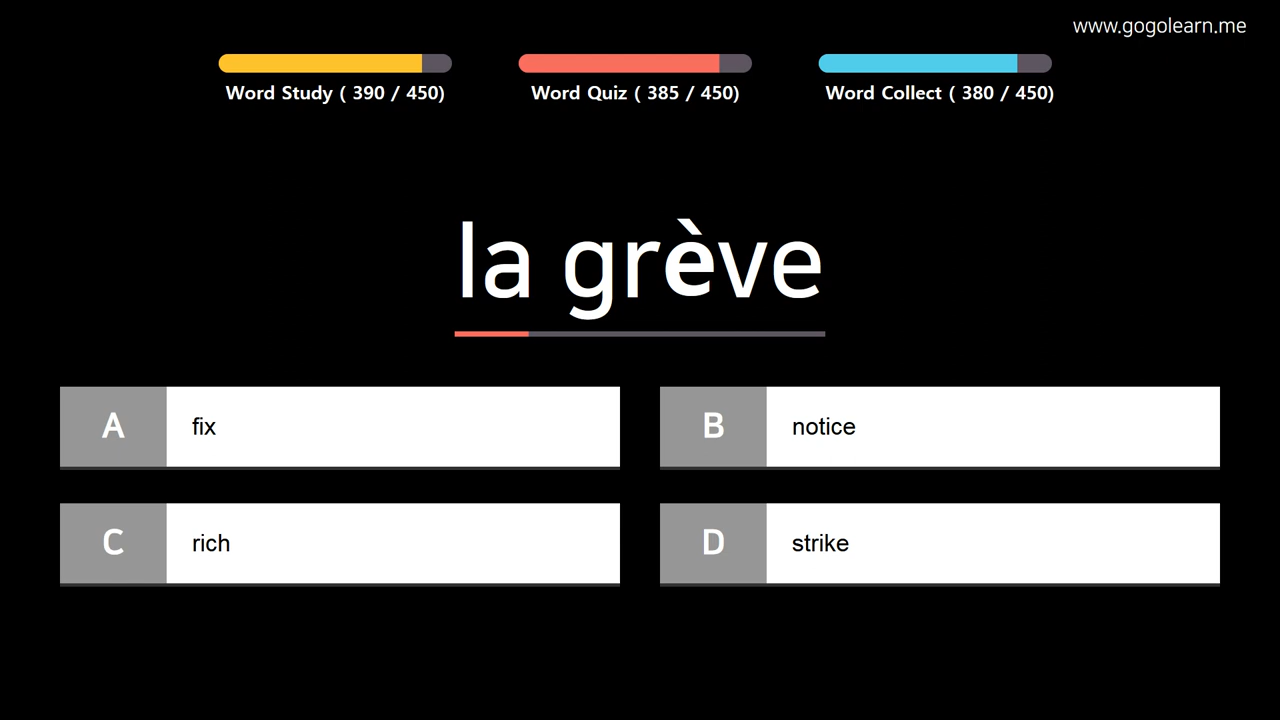 www.gogolearn.me
Word Study ( 390 / 450)
Word Quiz ( 385 / 450)
Word Collect ( 380 / 450)
la grève
A fix
B notice
C rich
D strike